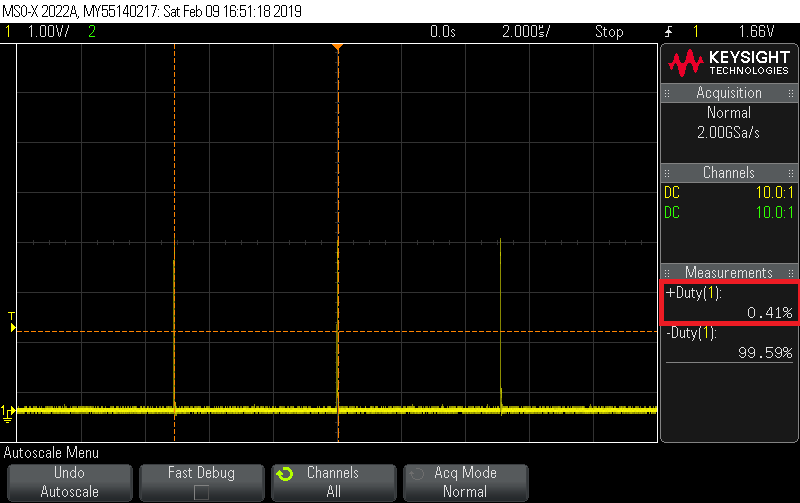 MSO-X 2022A, MY55140217: Sat Feb 09 16:51:18 2019
1 1.00V/ 2 0.0s 2.000s/ Stop 1 1.66V
KEYSIGHT
TECHNOLOGIES
Acquisition
Normal
2.00GSa/s
Channels
DC 10.0:1
DC 10.0:1
Measurements
+Duty(1):
0.41%
-Duty(1):
99.59%
T
1
Autoscale Menu
Undo
Autoscale
Fast Debug
Channels
All
Acq Mode
Normal